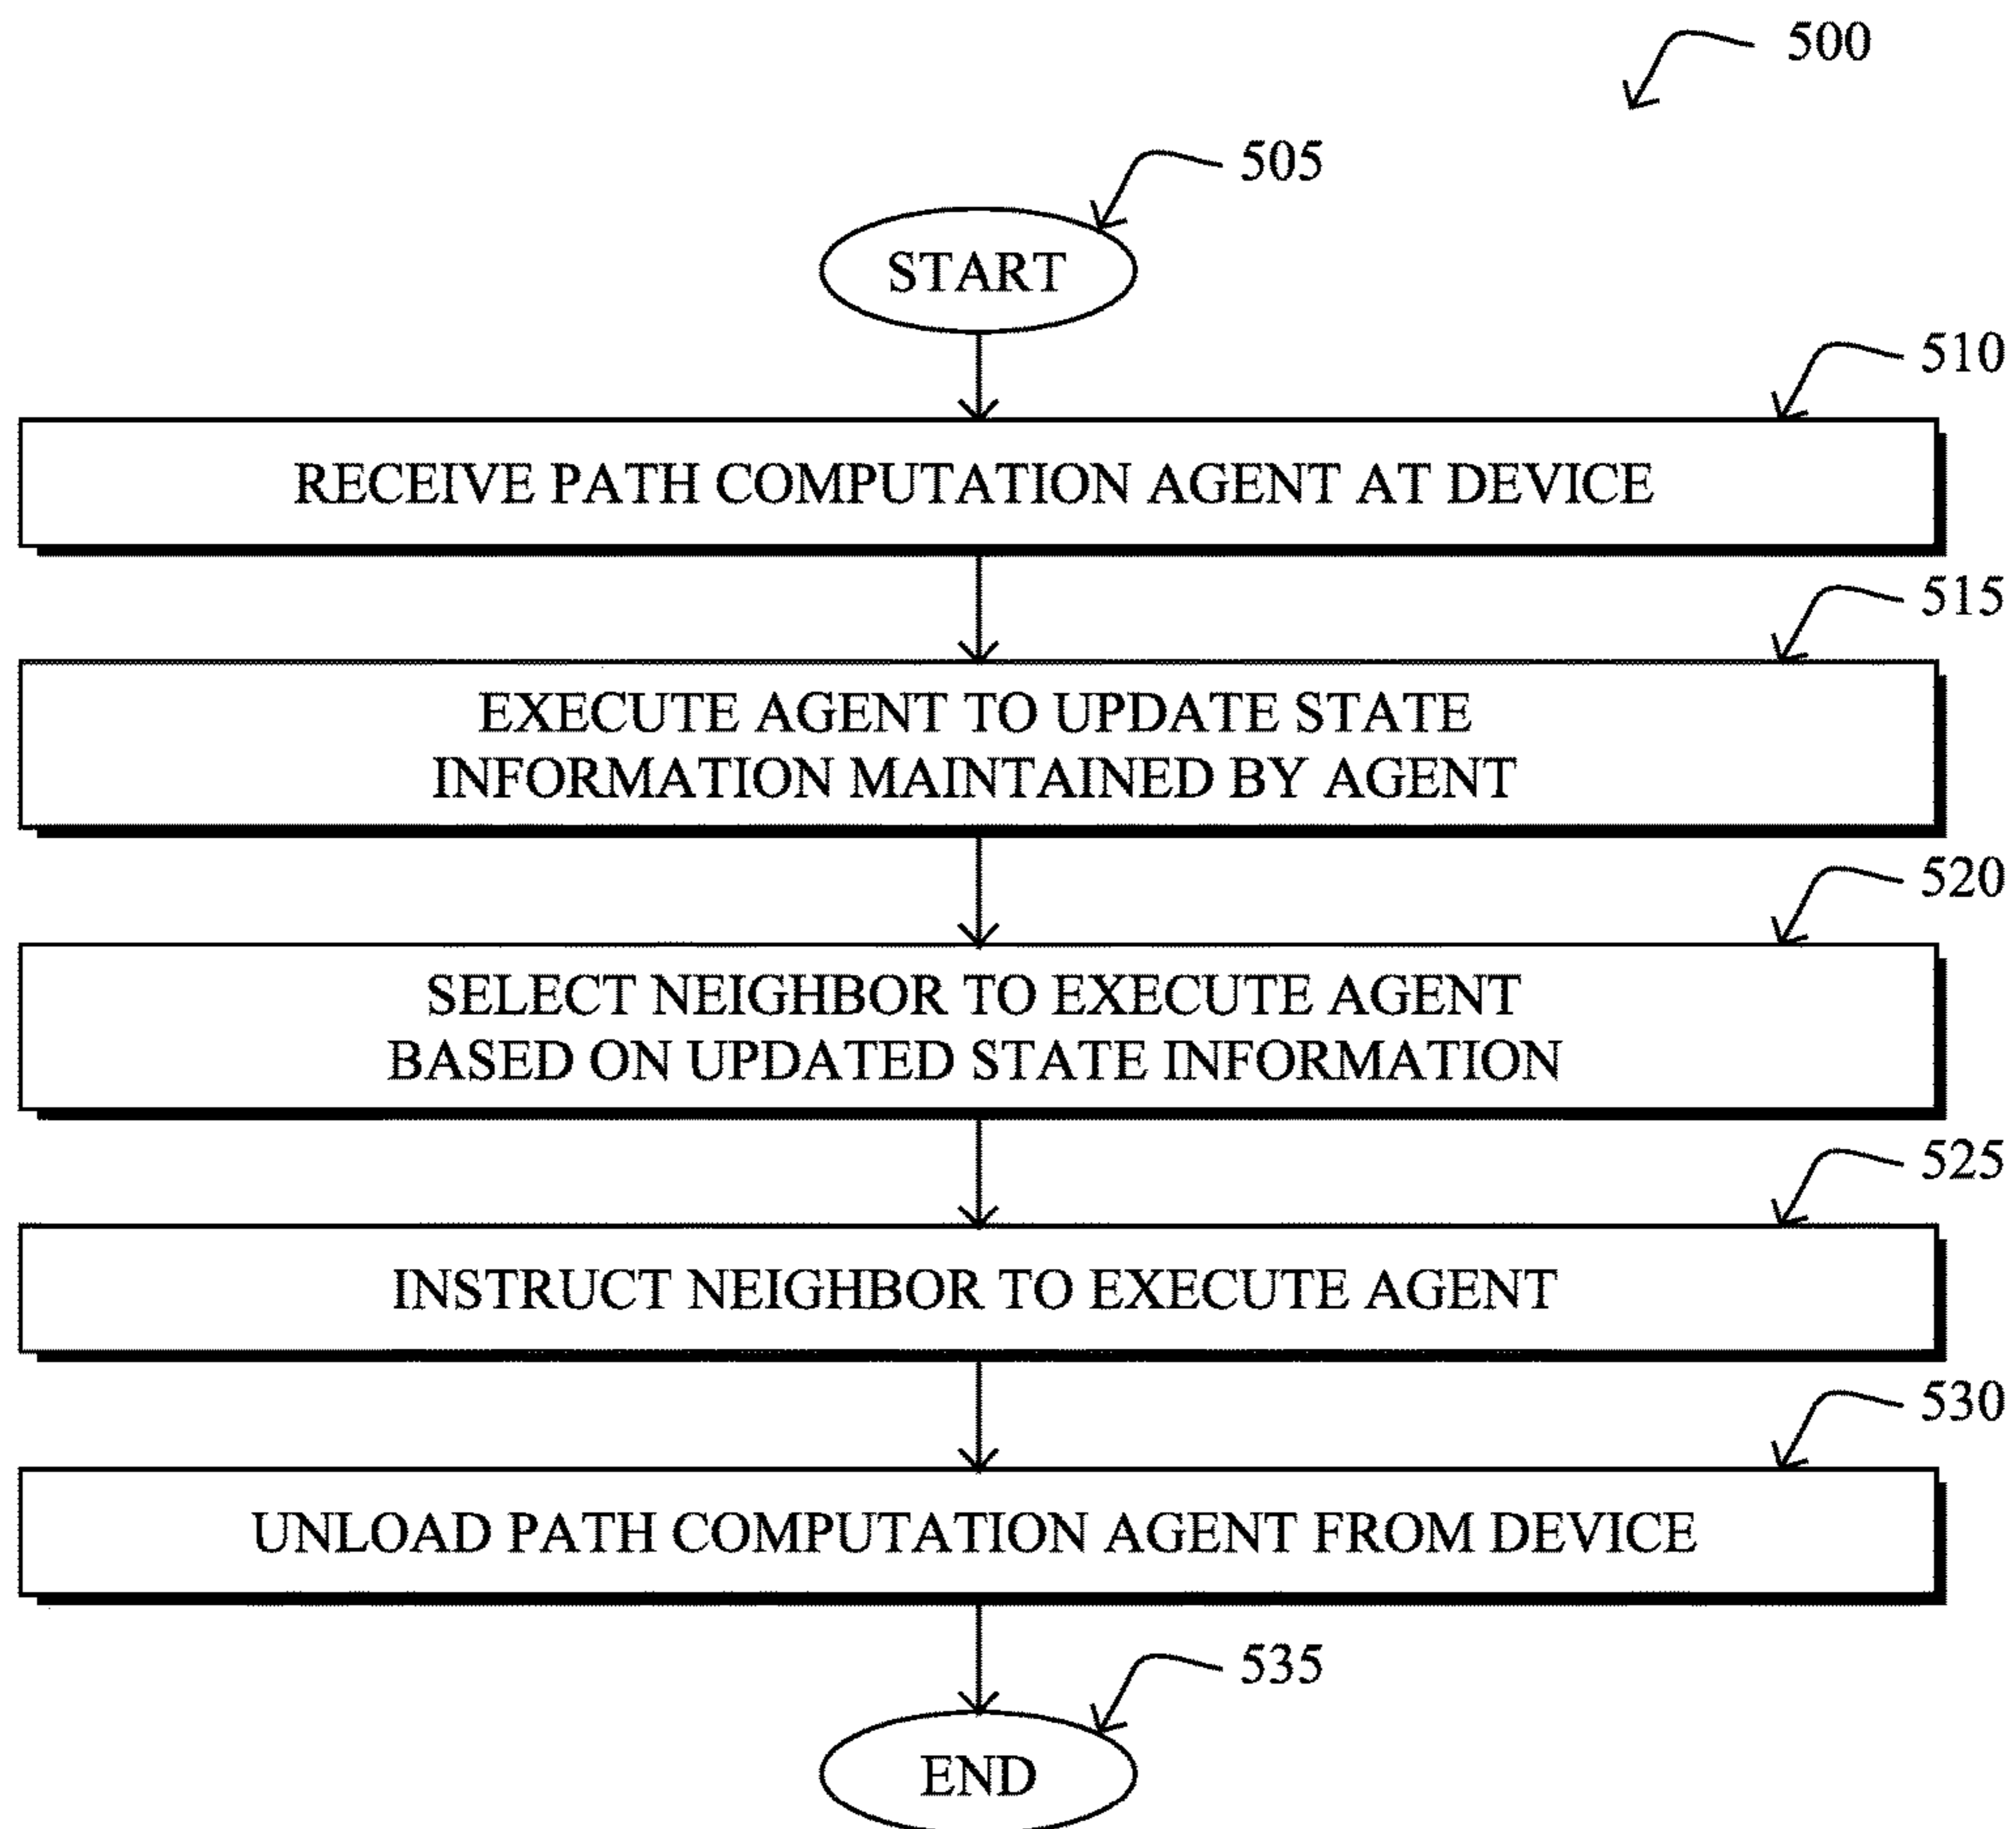 500
505
START
510
RECEIVE PATH COMPUTATION AGENT AT DEVICE
515
EXECUTE AGENT TO UPDATE STATE
INFORMATION MAINTAINED BY AGENT
520
SELECT NEIGHBOR TO EXECUTE AGENT
BASED ON UPDATED STATE INFORMATION
525
INSTRUCT NEIGHBOR TO EXECUTE AGENT
530
UNLOAD PATH COMPUTATION AGENT FROM DEVICE
535
END